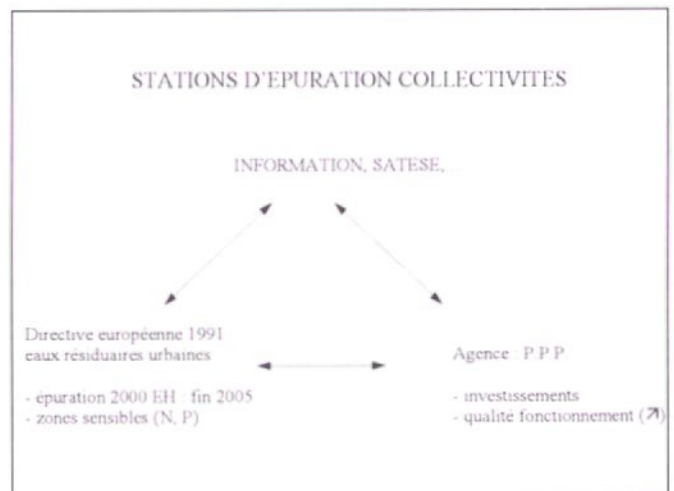 STATIONS D'EPURATION COLLECTIVITES
INFORMATION, SATESE, ...
Directive européenne 1991
eaux résiduaires urbaines
- épuration 2000 EH : fin 2005
- zones sensibles (N, P)
Agence : P P P
- investissements
- qualité fonctionnement (↗)